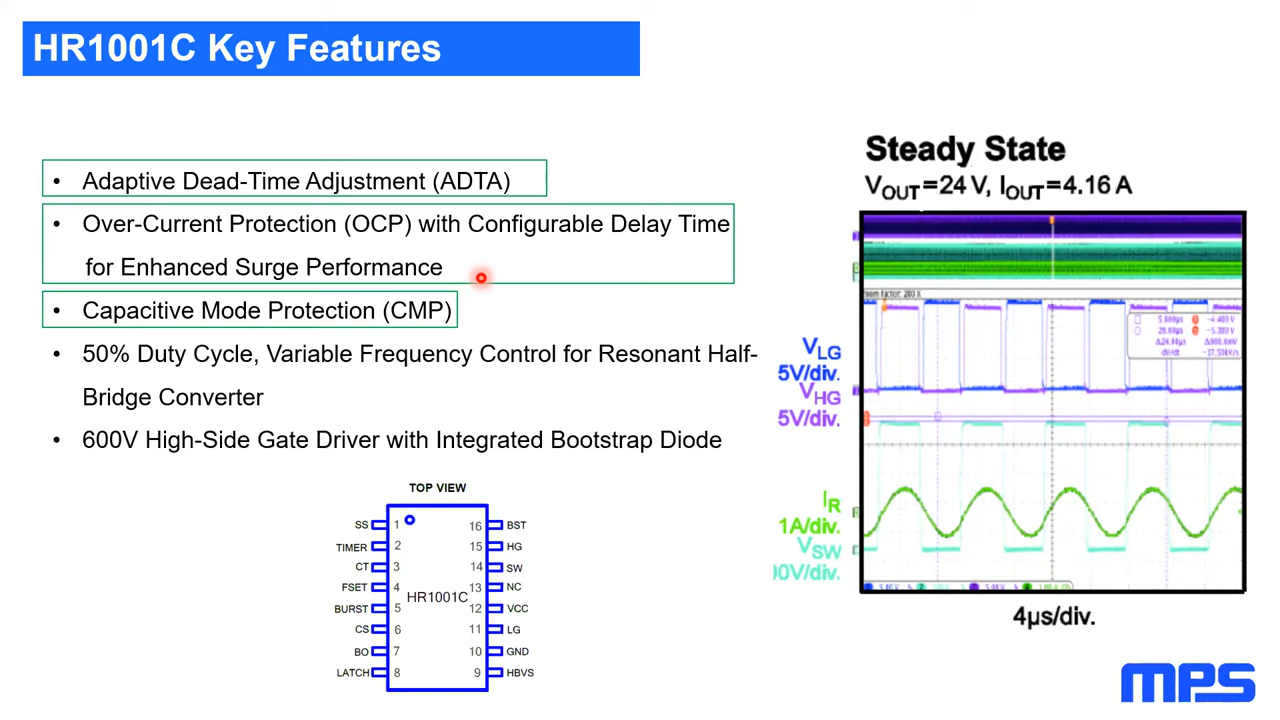 HR1001C Key Features
• Adaptive Dead-Time Adjustment (ADTA)
• Over-Current Protection (OCP) with Configurable Delay Time
for Enhanced Surge Performance
• Capacitive Mode Protection (CMP)
• 50% Duty Cycle, Variable Frequency Control for Resonant Half-
Bridge Converter
• 600V High-Side Gate Driver with Integrated Bootstrap Diode
TOP VIEW
SS 1 16 BST
TIMER 2 15 HG
CT 3 14 SW
FSET 4 13 NC
HR1001C
BURST 5 12 VCC
CS 6 11 LG
BO 7 10 GND
LATCH 8 9 HBVS
Steady State
VOUT=24 V, IOUT=4.16 A
VLG
5V/div.
VHG
5V/div.
IR
1A/div.
VSW
00V/div.
4µs/div.
MPS